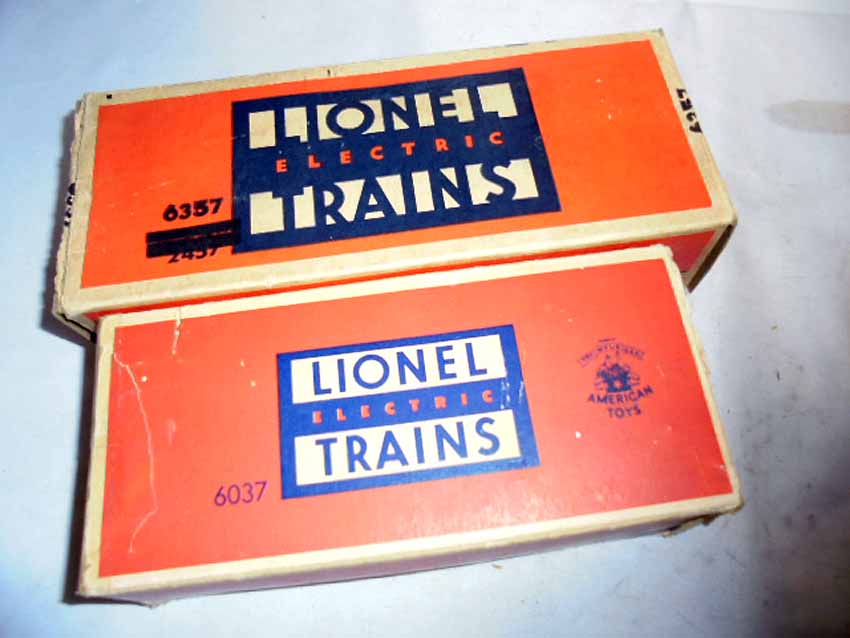 LIONEL
ELECTRIC
TRAINS
6357
2457
6357
LIONEL
ELECTRIC
TRAINS
6037
AMERICAN
TOYS